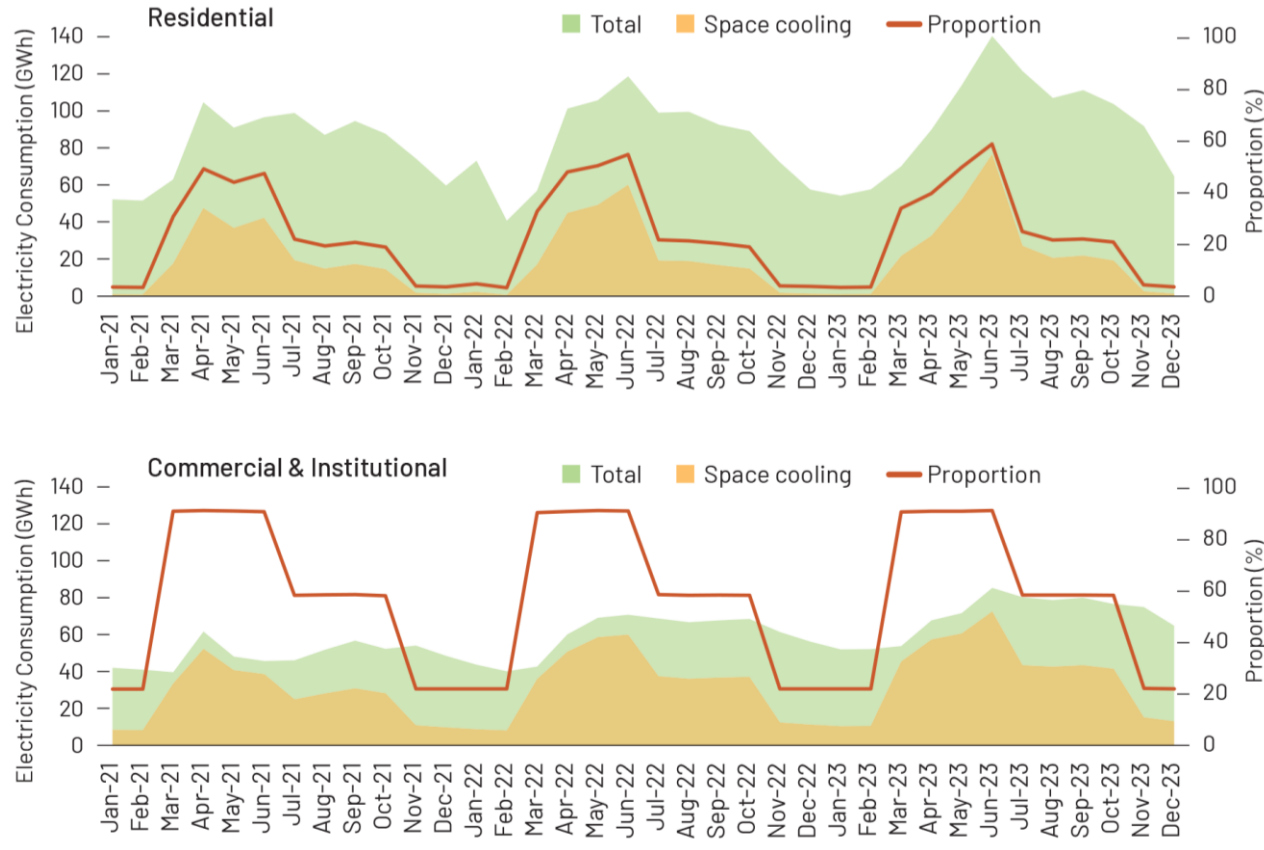 Residential
Total
Space cooling
Proportion
Electricity Consumption (GWh)
140
120
100
80
60
40
20
0
Proportion (%)
100
80
60
40
20
0
Jan-21
Feb-21
Mar-21
Apr-21
May-21
Jun-21
Jul-21
Aug-21
Sep-21
Oct-21
Nov-21
Dec-21
Jan-22
Feb-22
Mar-22
Apr-22
May-22
Jun-22
Jul-22
Aug-22
Sep-22
Oct-22
Nov-22
Dec-22
Jan-23
Feb-23
Mar-23
Apr-23
May-23
Jun-23
Jul-23
Aug-23
Sep-23
Oct-23
Nov-23
Dec-23
Commercial & Institutional
Total
Space cooling
Proportion
Electricity Consumption (GWh)
140
120
100
80
60
40
20
0
Proportion (%)
100
80
60
40
20
0
Jan-21
Feb-21
Mar-21
Apr-21
May-21
Jun-21
Jul-21
Aug-21
Sep-21
Oct-21
Nov-21
Dec-21
Jan-22
Feb-22
Mar-22
Apr-22
May-22
Jun-22
Jul-22
Aug-22
Sep-22
Oct-22
Nov-22
Dec-22
Jan-23
Feb-23
Mar-23
Apr-23
May-23
Jun-23
Jul-23
Aug-23
Sep-23
Oct-23
Nov-23
Dec-23